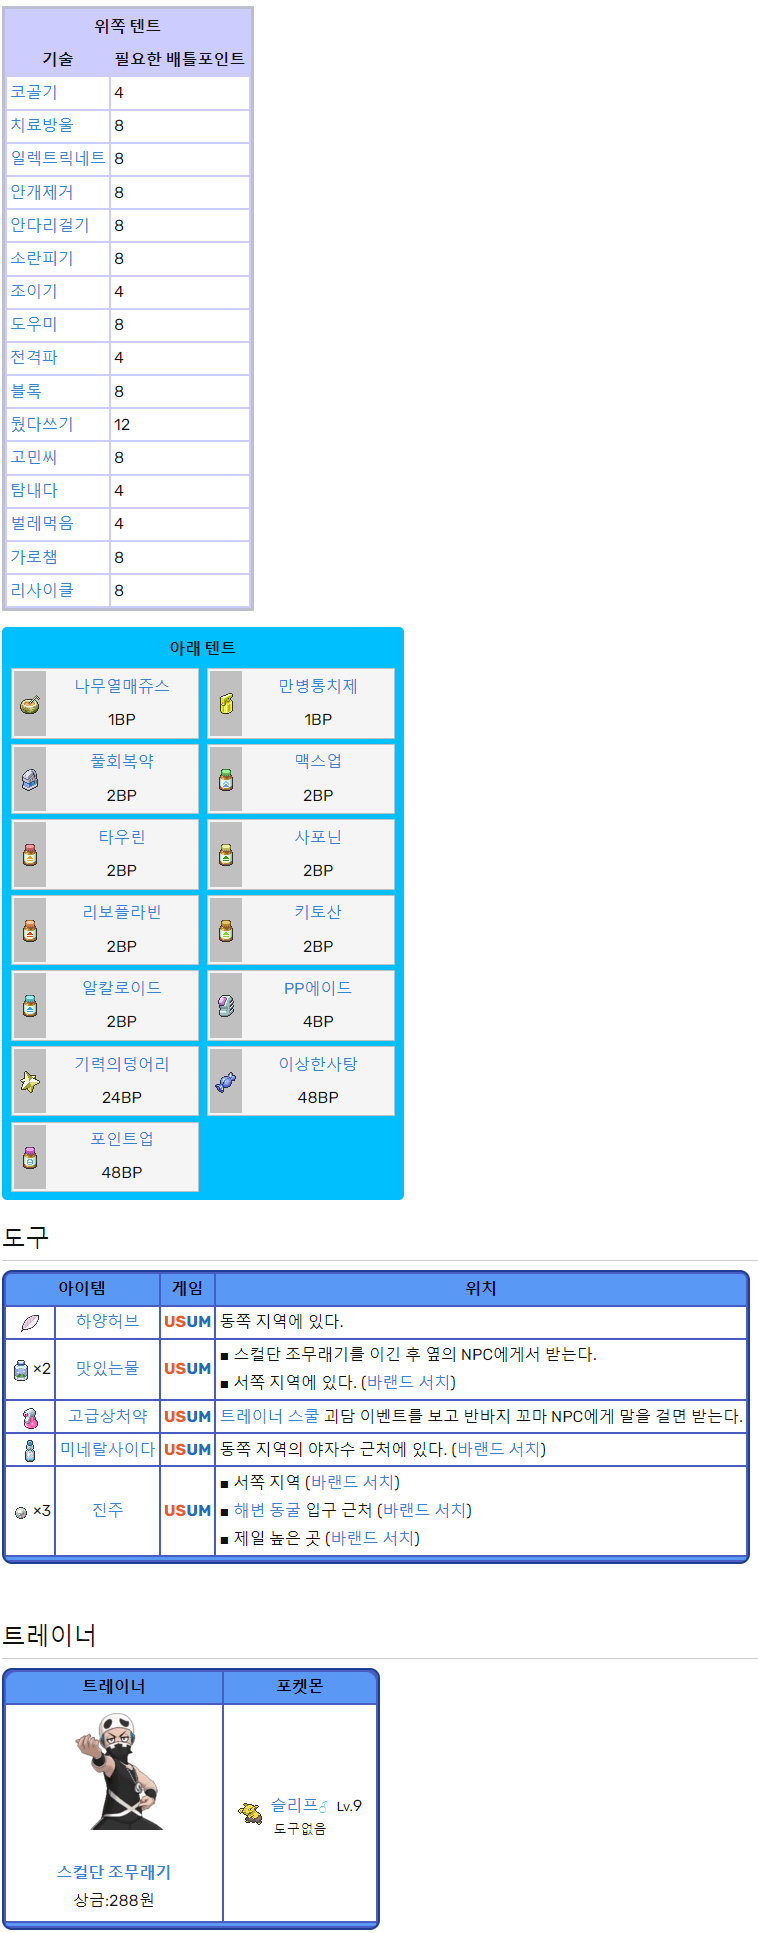 위쪽 텐트
기술 필요한 배틀포인트
코골기 4
치료방울 8
일렉트릭네트 8
안개제거 8
안다리걸기 8
소란피기 8
조이기 4
도우미 8
전격파 4
블록 8
뒀다쓰기 12
고민씨 8
탐내다 4
벌레먹음 4
가로챔 8
리사이클 8
아래 텐트
나무열매쥬스 만병통치제
1BP 1BP
풀회복약 맥스업
2BP 2BP
타우린 사포닌
2BP 2BP
리보플라빈 키토산
2BP 2BP
알칼로이드 PP에이드
2BP 4BP
기력의덩어리 이상한사탕
24BP 48BP
포인트업
48BP
도구
아이템 게임 위치
하양허브 USUM 동쪽 지역에 있다.
×2 맛있는물 USUM ■ 스컬단 조무래기를 이긴 후 옆의 NPC에게서 받는다.
■ 서쪽 지역에 있다. (바랜드 서치)
고급상처약 USUM 트레이너 스쿨 괴담 이벤트를 보고 반바지 꼬마 NPC에게 말을 걸면 받는다.
미네랄사이다 USUM 동쪽 지역의 야자수 근처에 있다. (바랜드 서치)
×3 진주 USUM ■ 서쪽 지역 (바랜드 서치)
■ 해변 동굴 입구 근처 (바랜드 서치)
■ 제일 높은 곳 (바랜드 서치)
트레이너
트레이너 포켓몬
슬리프♂ Lv.9
도구없음
스컬단 조무래기
상금:288원